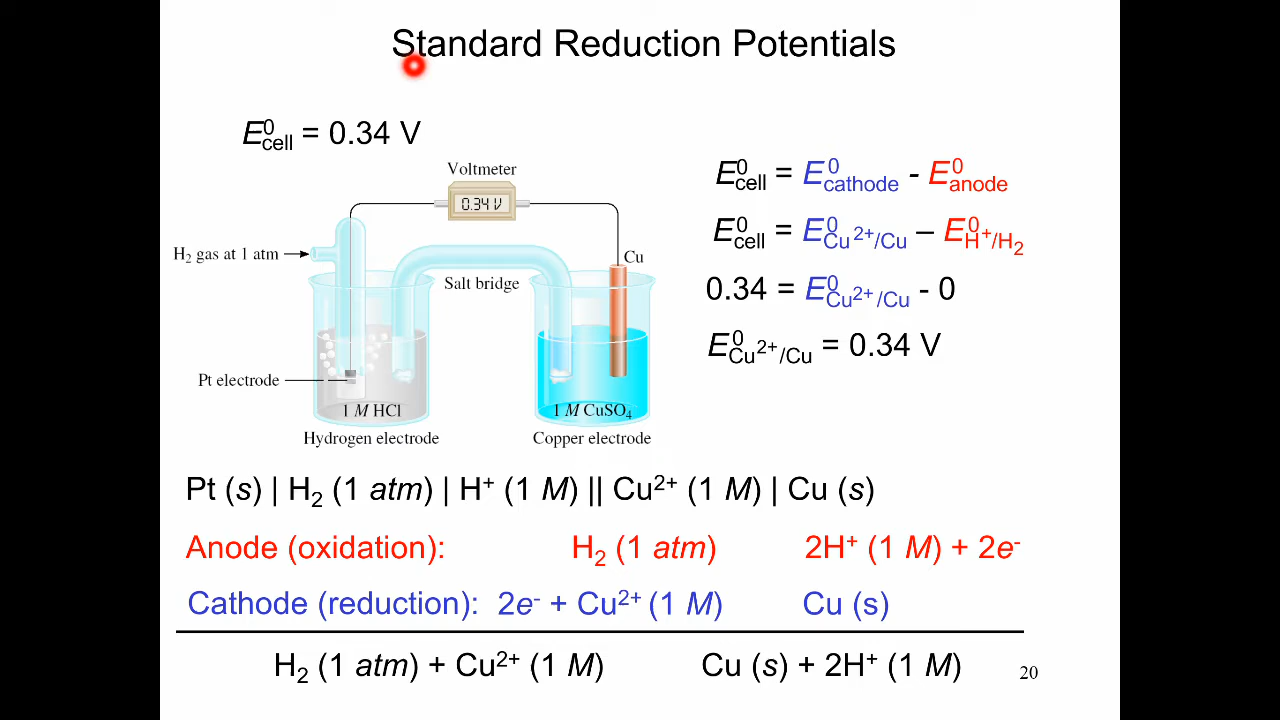 Standard Reduction Potentials
E⁰cell = 0.34 V
Voltmeter
0.34 V
H₂ gas at 1 atm
Cu
Salt bridge
Pt electrode
1 M HCl
1 M CuSO₄
Hydrogen electrode
Copper electrode
E⁰cell = E⁰cathode - E⁰anode
E⁰cell = E⁰Cu²⁺/Cu – E⁰H⁺/H₂
0.34 = E⁰Cu²⁺/Cu - 0
E⁰Cu²⁺/Cu = 0.34 V
Pt (s) | H₂ (1 atm) | H⁺ (1 M) || Cu²⁺ (1 M) | Cu (s)
Anode (oxidation): H₂ (1 atm) 2H⁺ (1 M) + 2e⁻
Cathode (reduction): 2e⁻ + Cu²⁺ (1 M) Cu (s)
H₂ (1 atm) + Cu²⁺ (1 M) Cu (s) + 2H⁺ (1 M)
20